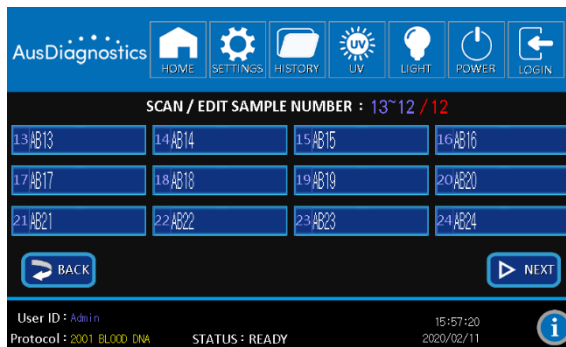 AusDiagnostics HOME SETTINGS HISTORY UV UV LIGHT POWER LOGIN
SCAN / EDIT SAMPLE NUMBER : 13~12 / 12
13 AB13 14 AB14 15 AB15 16 AB16
17 AB17 18 AB18 19 AB19 20 AB20
21 AB21 22 AB22 23 AB23 24 AB24
BACK NEXT
User ID : Admin 15:57:20
Protocol : 2001 BLOOD DNA STATUS : READY 2020/02/11
i